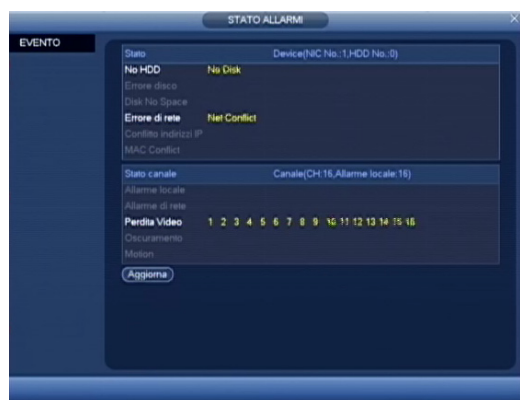 STATO ALLARMI
EVENTO
Stato Device(NIC No.:1,HDD No.:0)
No HDD No Disk
Errore disco
Disk No Space
Errore di rete Net Conflict
Conflitto indirizzi IP
MAC Conflict
Stato canale Canale(CH:16,Allarme locale:16)
Allarme locale
Allarme di rete
Perdita Video 1 2 3 4 5 6 7 8 9 10 11 12 13 14 15 16
Oscuramento
Motion
Aggiorna